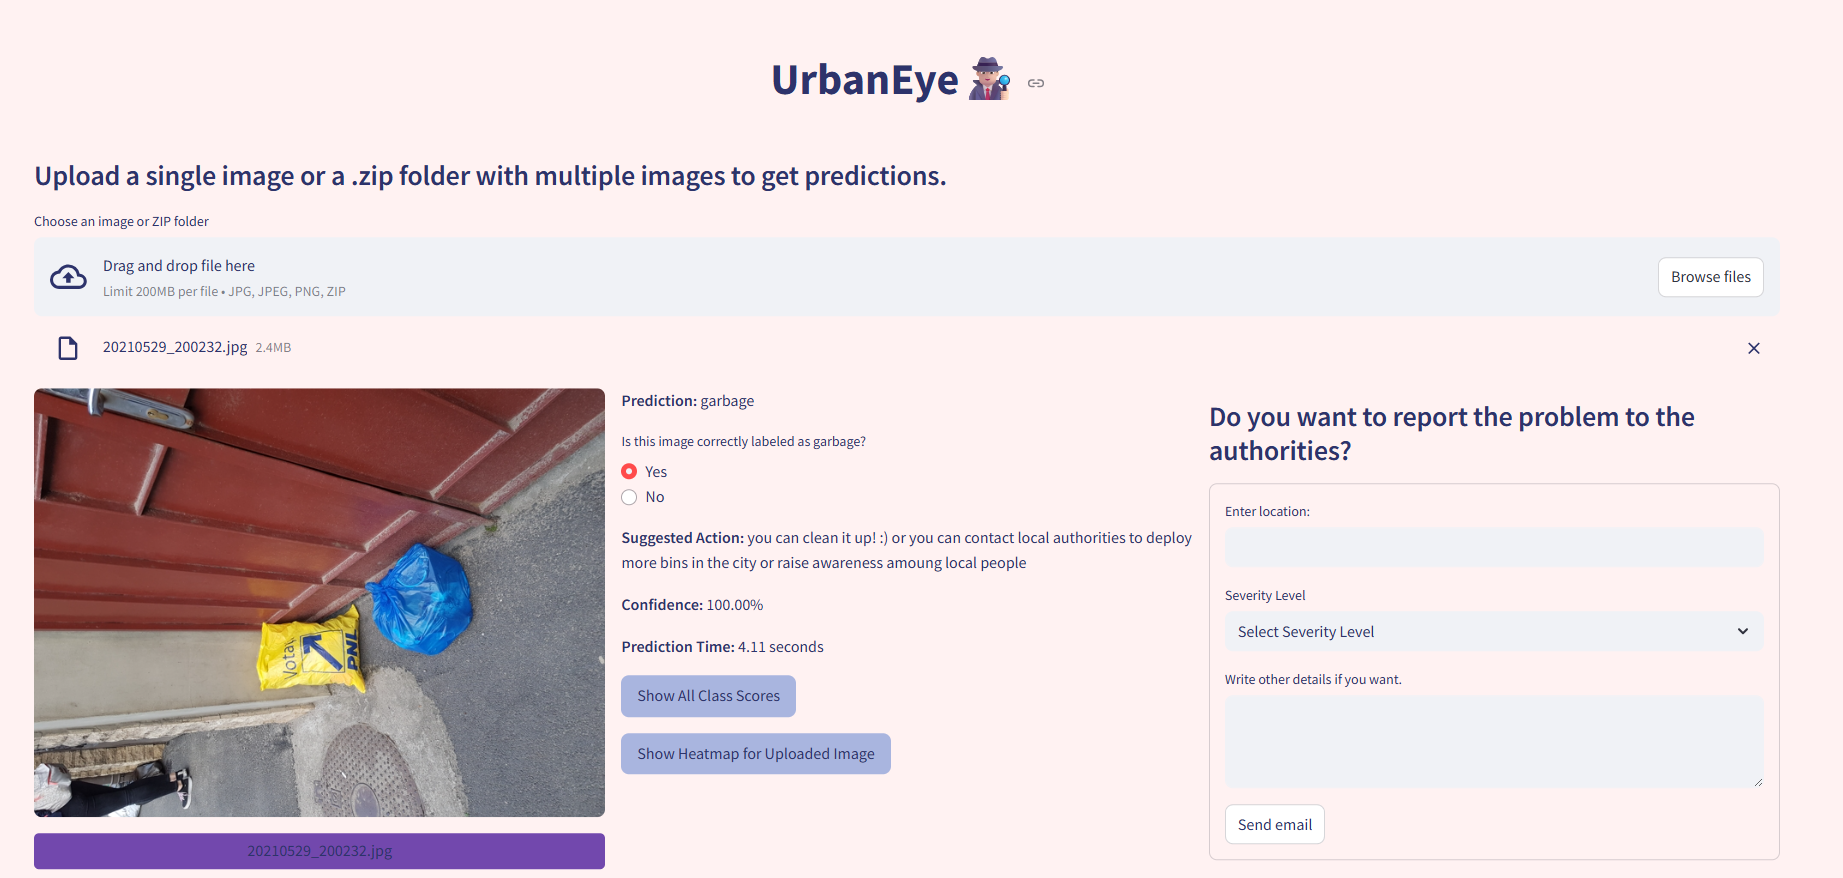 UrbanEye
Upload a single image or a .zip folder with multiple images to get predictions.
Choose an image or ZIP folder
Drag and drop file here
Limit 200MB per file • JPG, JPEG, PNG, ZIP
Browse files
20210529_200232.jpg 2.4MB
Votați
PNL
20210529_200232.jpg
Prediction: garbage
Is this image correctly labeled as garbage?
Yes
No
Suggested Action: you can clean it up! :) or you can contact local authorities to deploy
more bins in the city or raise awareness amoung local people
Confidence: 100.00%
Prediction Time: 4.11 seconds
Show All Class Scores
Show Heatmap for Uploaded Image
Do you want to report the problem to the
authorities?
Enter location:
Severity Level
Select Severity Level
Write other details if you want.
Send email